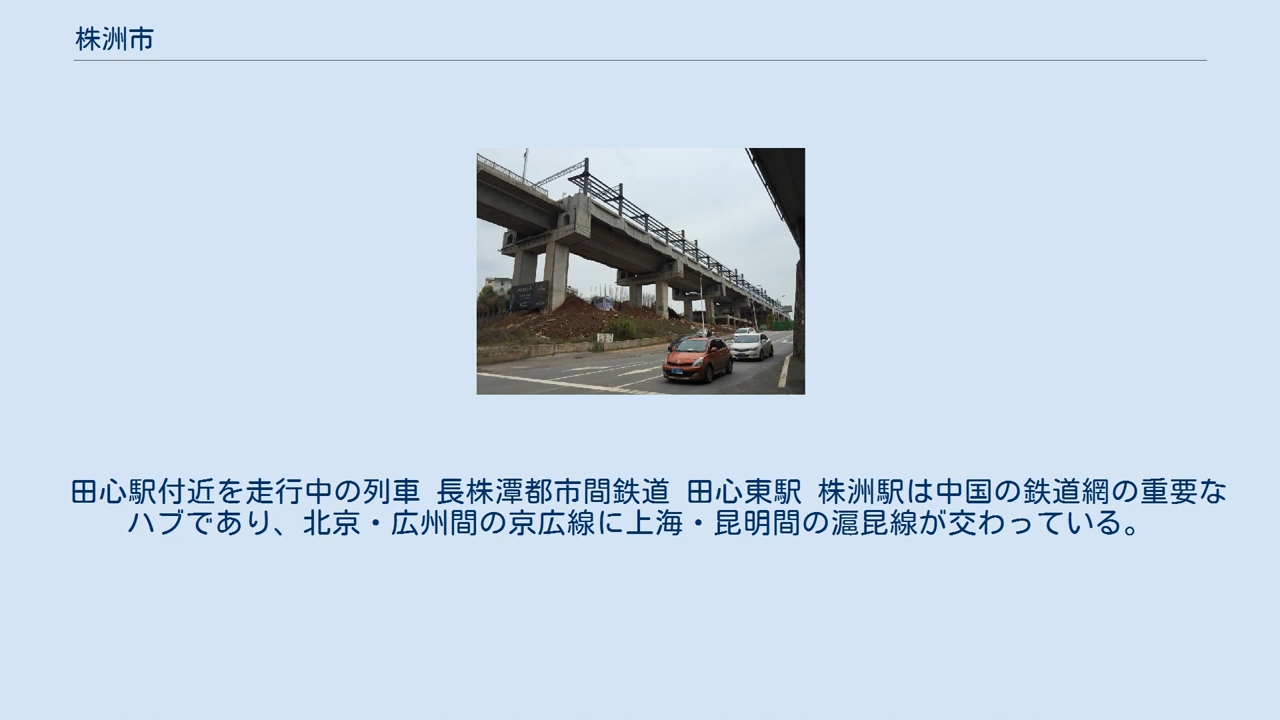 株洲市
田心駅付近を走行中の列車 長株潭都市間鉄道 田心東駅 株洲駅は中国の鉄道網の重要な
ハブであり、北京・広州間の京広線に上海・昆明間の滬昆線が交わっている。